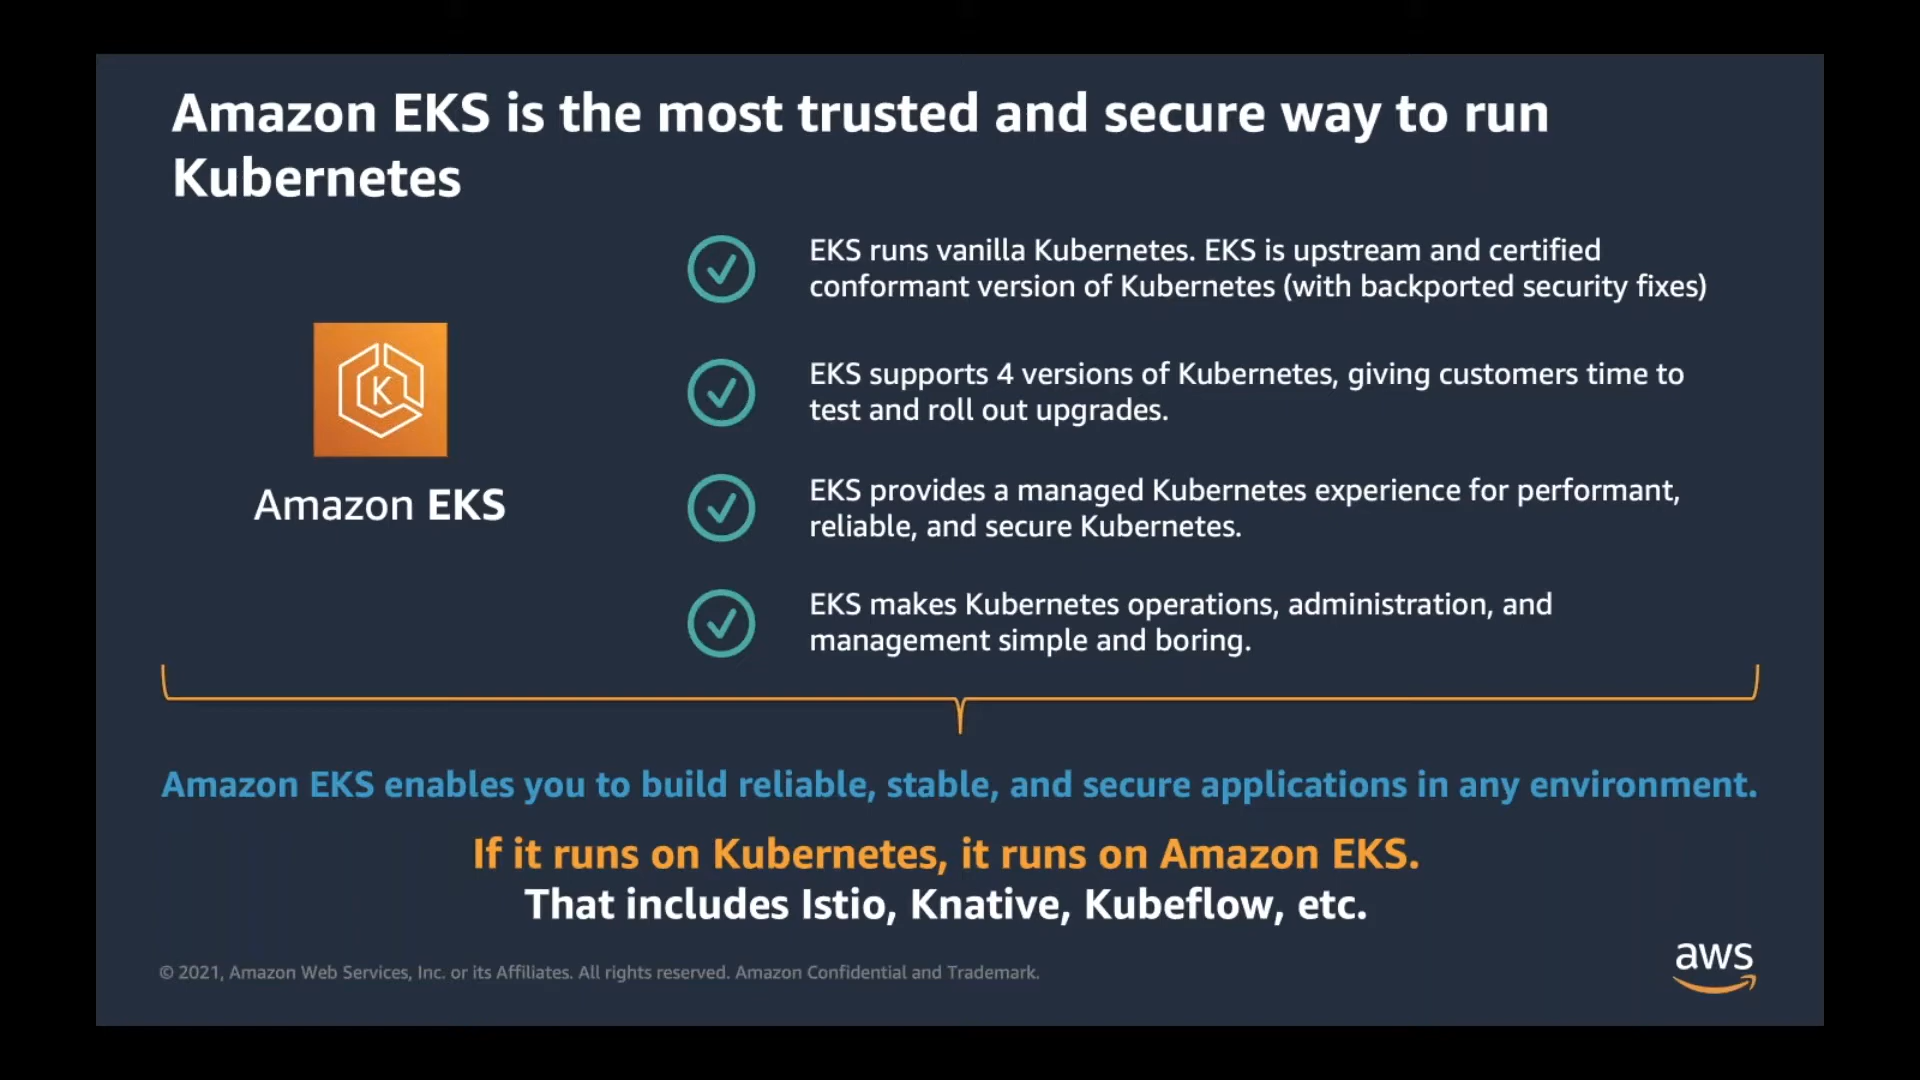 Amazon EKS is the most trusted and secure way to run
Kubernetes
EKS runs vanilla Kubernetes. EKS is upstream and certified
conformant version of Kubernetes (with backported security fixes)
K
Amazon EKS
EKS supports 4 versions of Kubernetes, giving customers time to
test and roll out upgrades.
EKS provides a managed Kubernetes experience for performant,
reliable, and secure Kubernetes.
EKS makes Kubernetes operations, administration, and
management simple and boring.
Amazon EKS enables you to build reliable, stable, and secure applications in any environment.
If it runs on Kubernetes, it runs on Amazon EKS.
That includes Istio, Knative, Kubeflow, etc.
© 2021, Amazon Web Services, Inc. or its Affiliates. All rights reserved. Amazon Confidential and Trademark.
aws